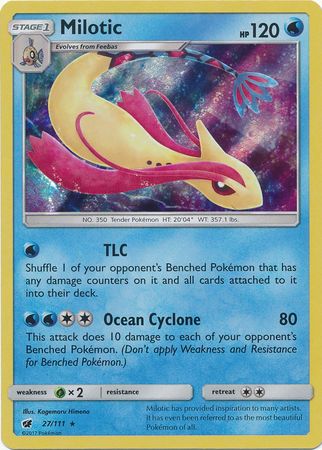 STAGE 1 Milotic HP 120
Evolves from Feebas
NO. 350 Tender Pokémon HT: 20'04" WT: 357.1 lbs.
TLC
Shuffle 1 of your opponent's Benched Pokémon that has
any damage counters on it and all cards attached to it
into their deck.
Ocean Cyclone 80
This attack does 10 damage to each of your opponent's
Benched Pokémon. (Don't apply Weakness and Resistance
for Benched Pokémon.)
weakness × 2 resistance retreat
Illus. Kagemaru Himeno
27/111 ★
©2017 Pokémon
Milotic has provided inspiration to many artists.
It has even been referred to as the most beautiful
Pokémon of all.